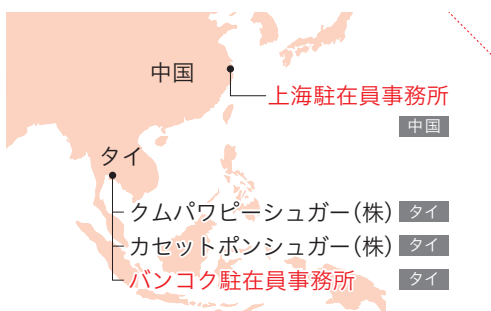 中国
上海駐在員事務所
中国
タイ
クムパワピーシュガー(株) タイ
カセットポンシュガー(株) タイ
バンコク駐在員事務所 タイ